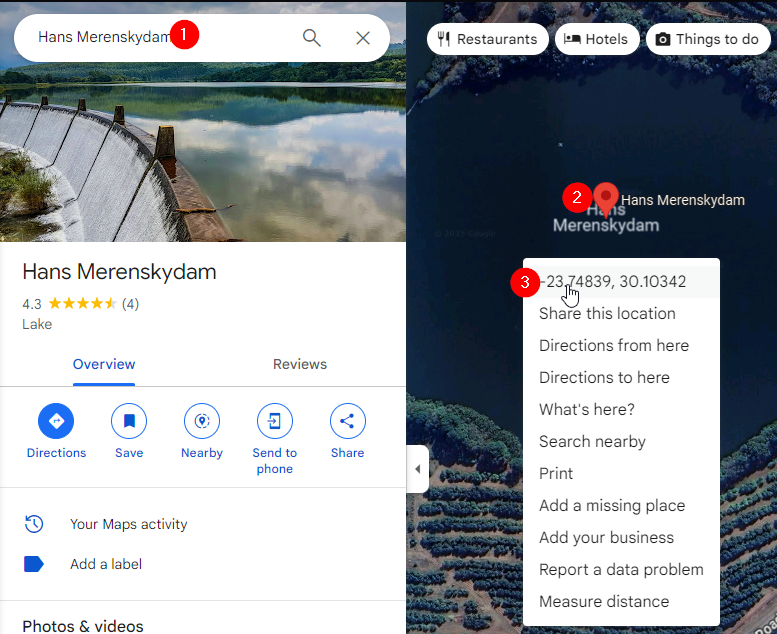 Hans Merenskydam
1
Restaurants
Hotels
Things to do
2
Hans Merenskydam
Hans
Merenskydam
Hans Merenskydam
4.3 (4)
Lake
Overview
Reviews
Directions
Save
Nearby
Send to
phone
Share
Your Maps activity
Add a label
Photos & videos
3
-23.74839, 30.10342
Share this location
Directions from here
Directions to here
What's here?
Search nearby
Print
Add a missing place
Add your business
Report a data problem
Measure distance